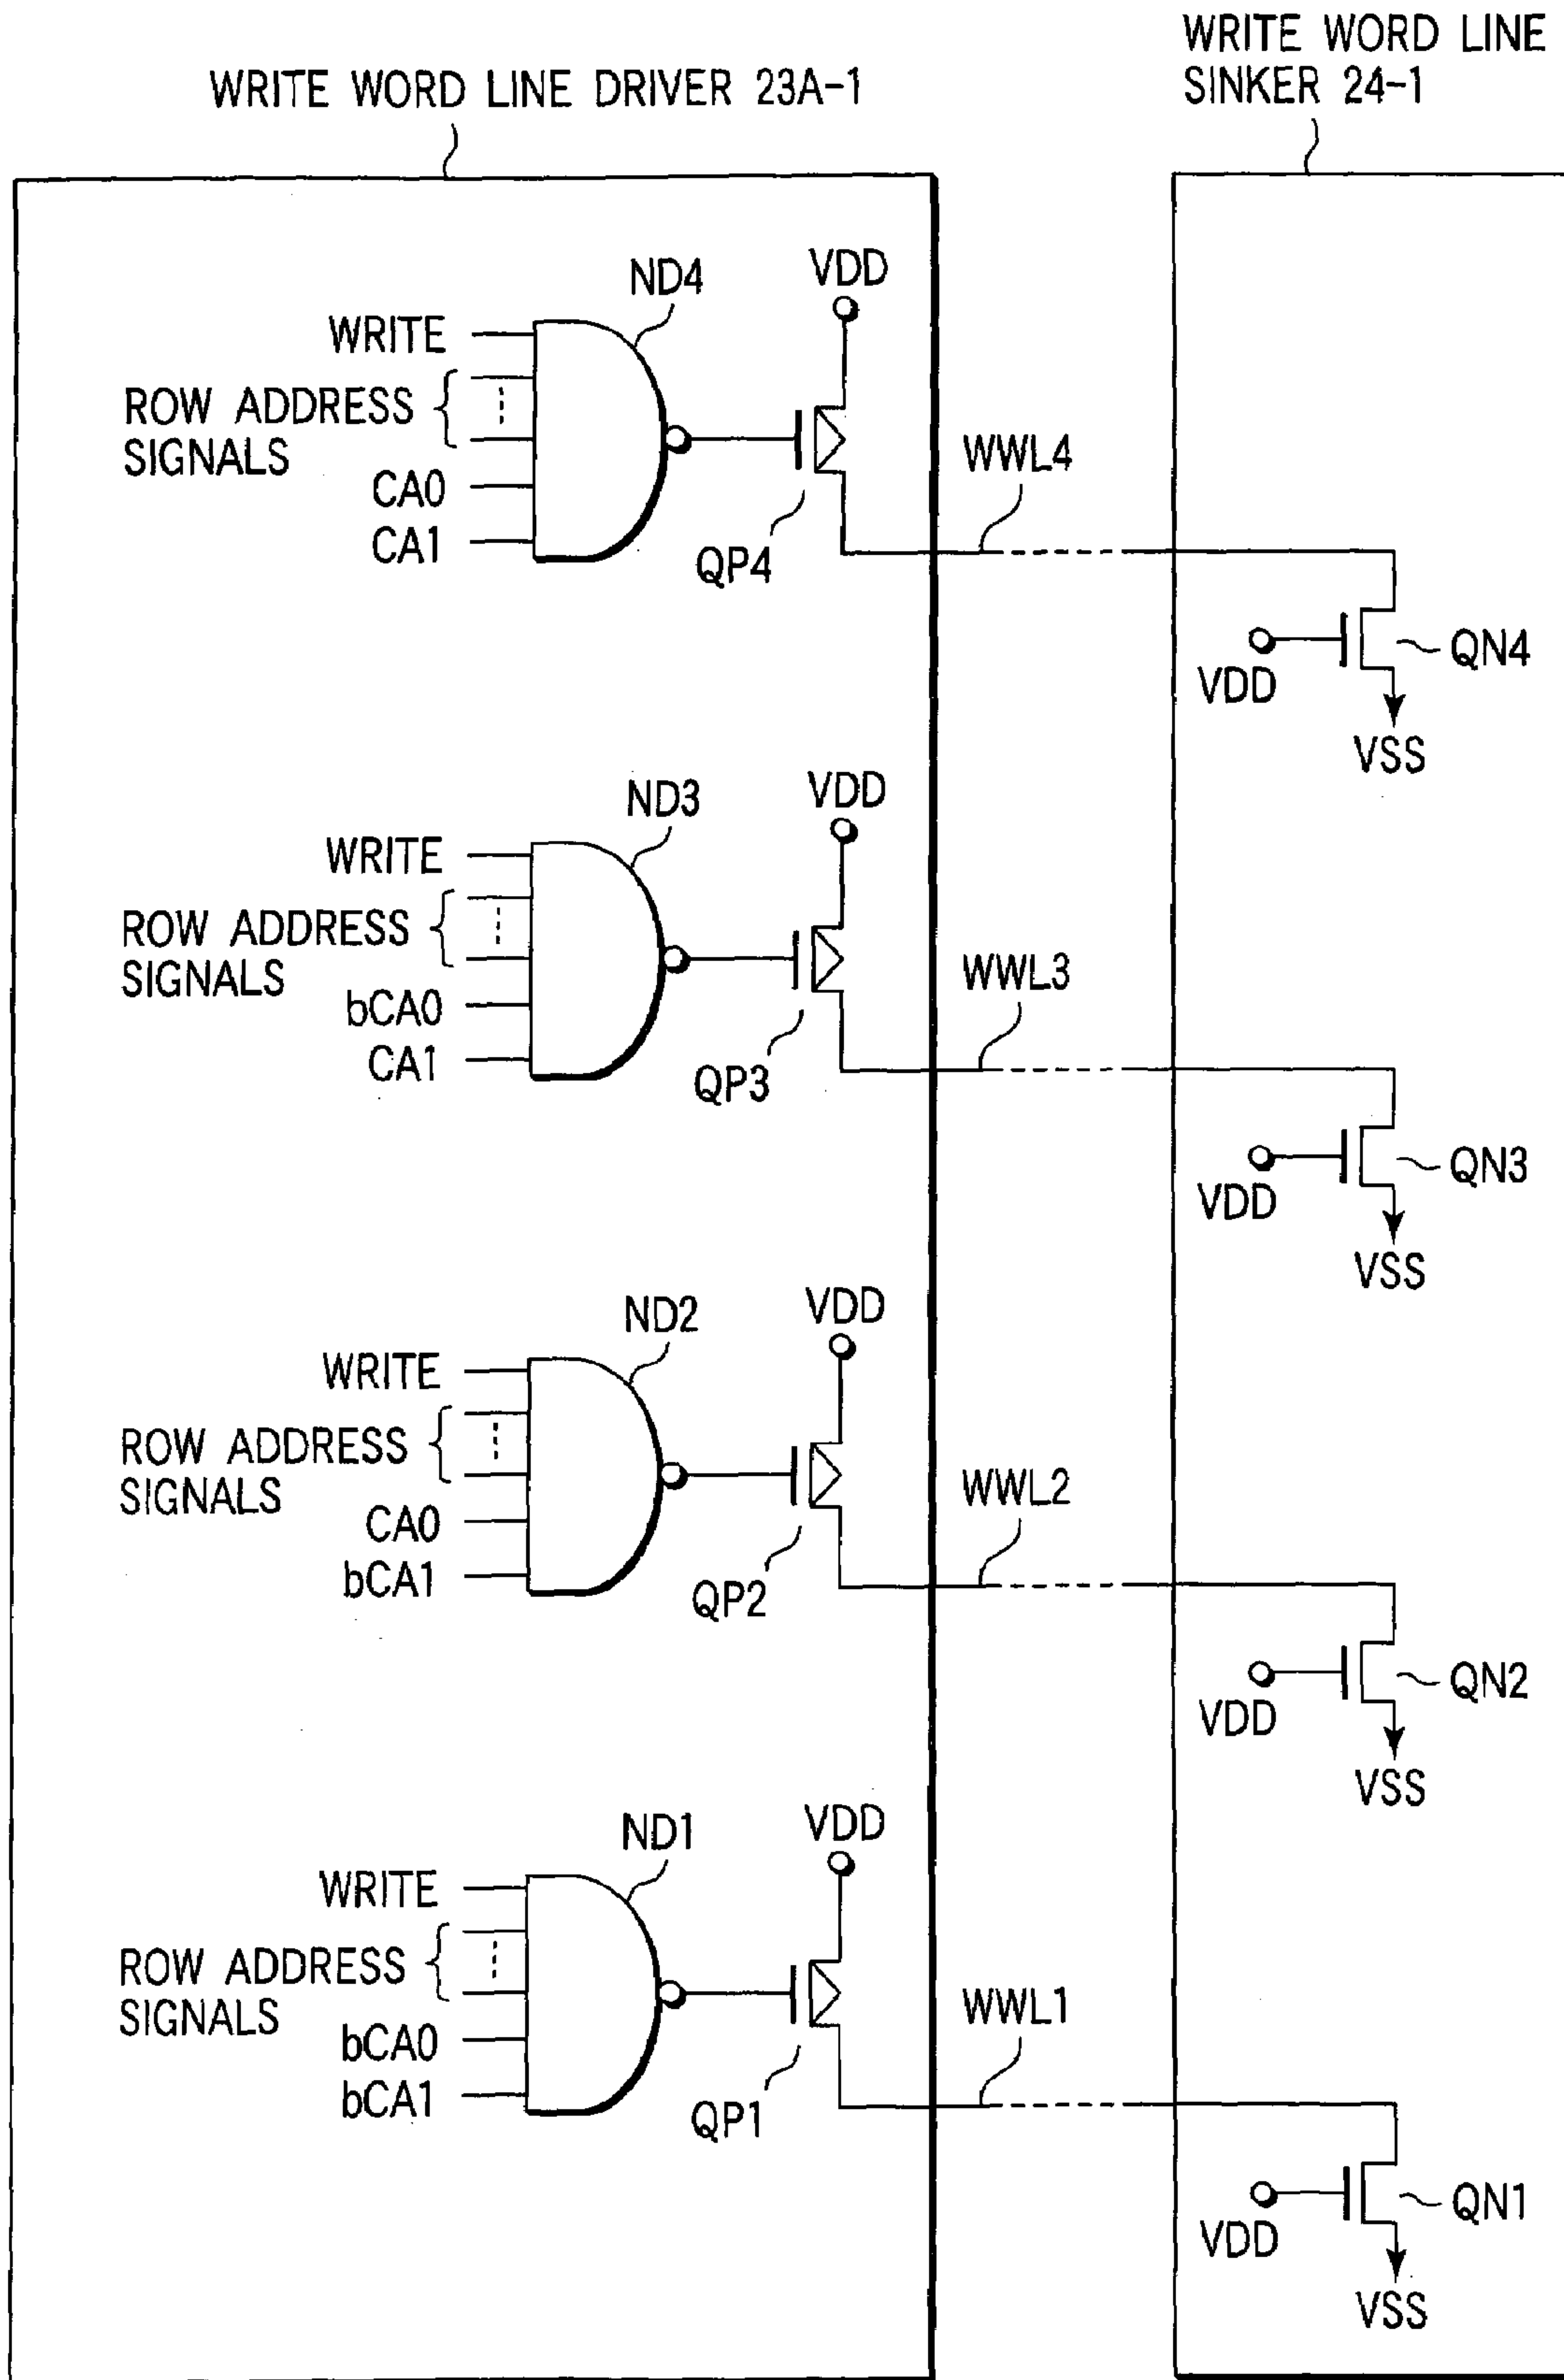 WRITE WORD LINE
SINKER 24-1
WRITE WORD LINE DRIVER 23A-1
ND4
VDD
WRITE
ROW ADDRESS
SIGNALS
CA0
CA1
QP4
WWL4
VDD
QN4
VSS
ND3
VDD
WRITE
ROW ADDRESS
SIGNALS
bCA0
CA1
QP3
WWL3
VDD
QN3
VSS
ND2
VDD
WRITE
ROW ADDRESS
SIGNALS
CA0
bCA1
QP2
WWL2
VDD
QN2
VSS
ND1
VDD
WRITE
ROW ADDRESS
SIGNALS
bCA0
bCA1
QP1
WWL1
VDD
QN1
VSS